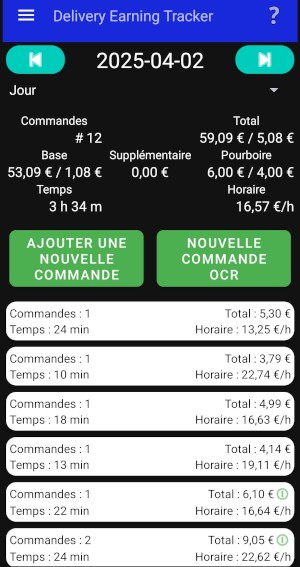 Delivery Earning Tracker ?
2025-04-02
Jour
Commandes Total
# 12 59,09 € / 5,08 €
Base Supplémentaire Pourboire
53,09 € / 1,08 € 0,00 € 6,00 € / 4,00 €
Temps Horaire
3 h 34 m 16,57 €/h
AJOUTER UNE NOUVELLE COMMANDE
NOUVELLE COMMANDE OCR
Commandes : 1 Total : 5,30 €
Temps : 24 min Horaire : 13,25 €/h
Commandes : 1 Total : 3,79 €
Temps : 10 min Horaire : 22,74 €/h
Commandes : 1 Total : 4,99 €
Temps : 18 min Horaire : 16,63 €/h
Commandes : 1 Total : 4,14 €
Temps : 13 min Horaire : 19,11 €/h
Commandes : 1 Total : 6,10 €
Temps : 22 min Horaire : 16,64 €/h
Commandes : 2 Total : 9,05 €
Temps : 24 min Horaire : 22,62 €/h